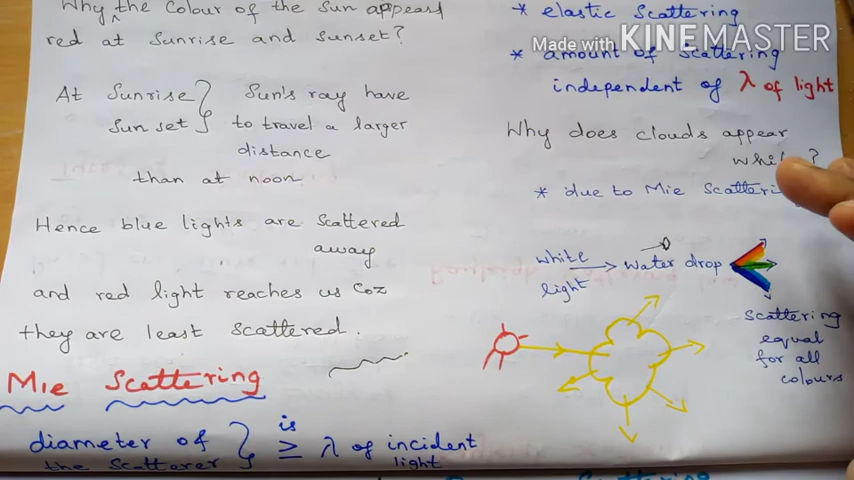 Why the Colour of the Sun appears
red at Sunrise and Sunset?
At Sunrise } Sun's ray have
Sun set to travel a larger
distance
than at noon
Hence blue lights are Scattered
away
and red light reaches us Coz
they are least scattered.
Mie Scattering
diameter of } is
the Scatterer ≥ λ of incident
light
* elastic Scattering
Made with KINEMASTER
* amount of Scattering
independent of λ of light
Why does clouds appear
white?
* due to Mie Scattering
white
light
Water drop
Scattering
equal
for all
colours